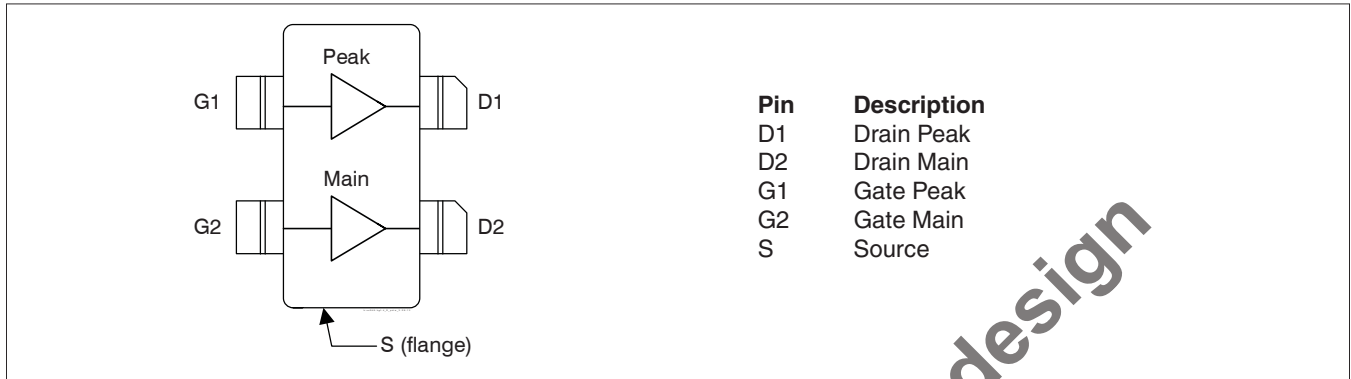 Peak
G1
D1
Main
G2
D2
S (flange)
Pin Description
D1 Drain Peak
D2 Drain Main
G1 Gate Peak
G2 Gate Main
S Source
design